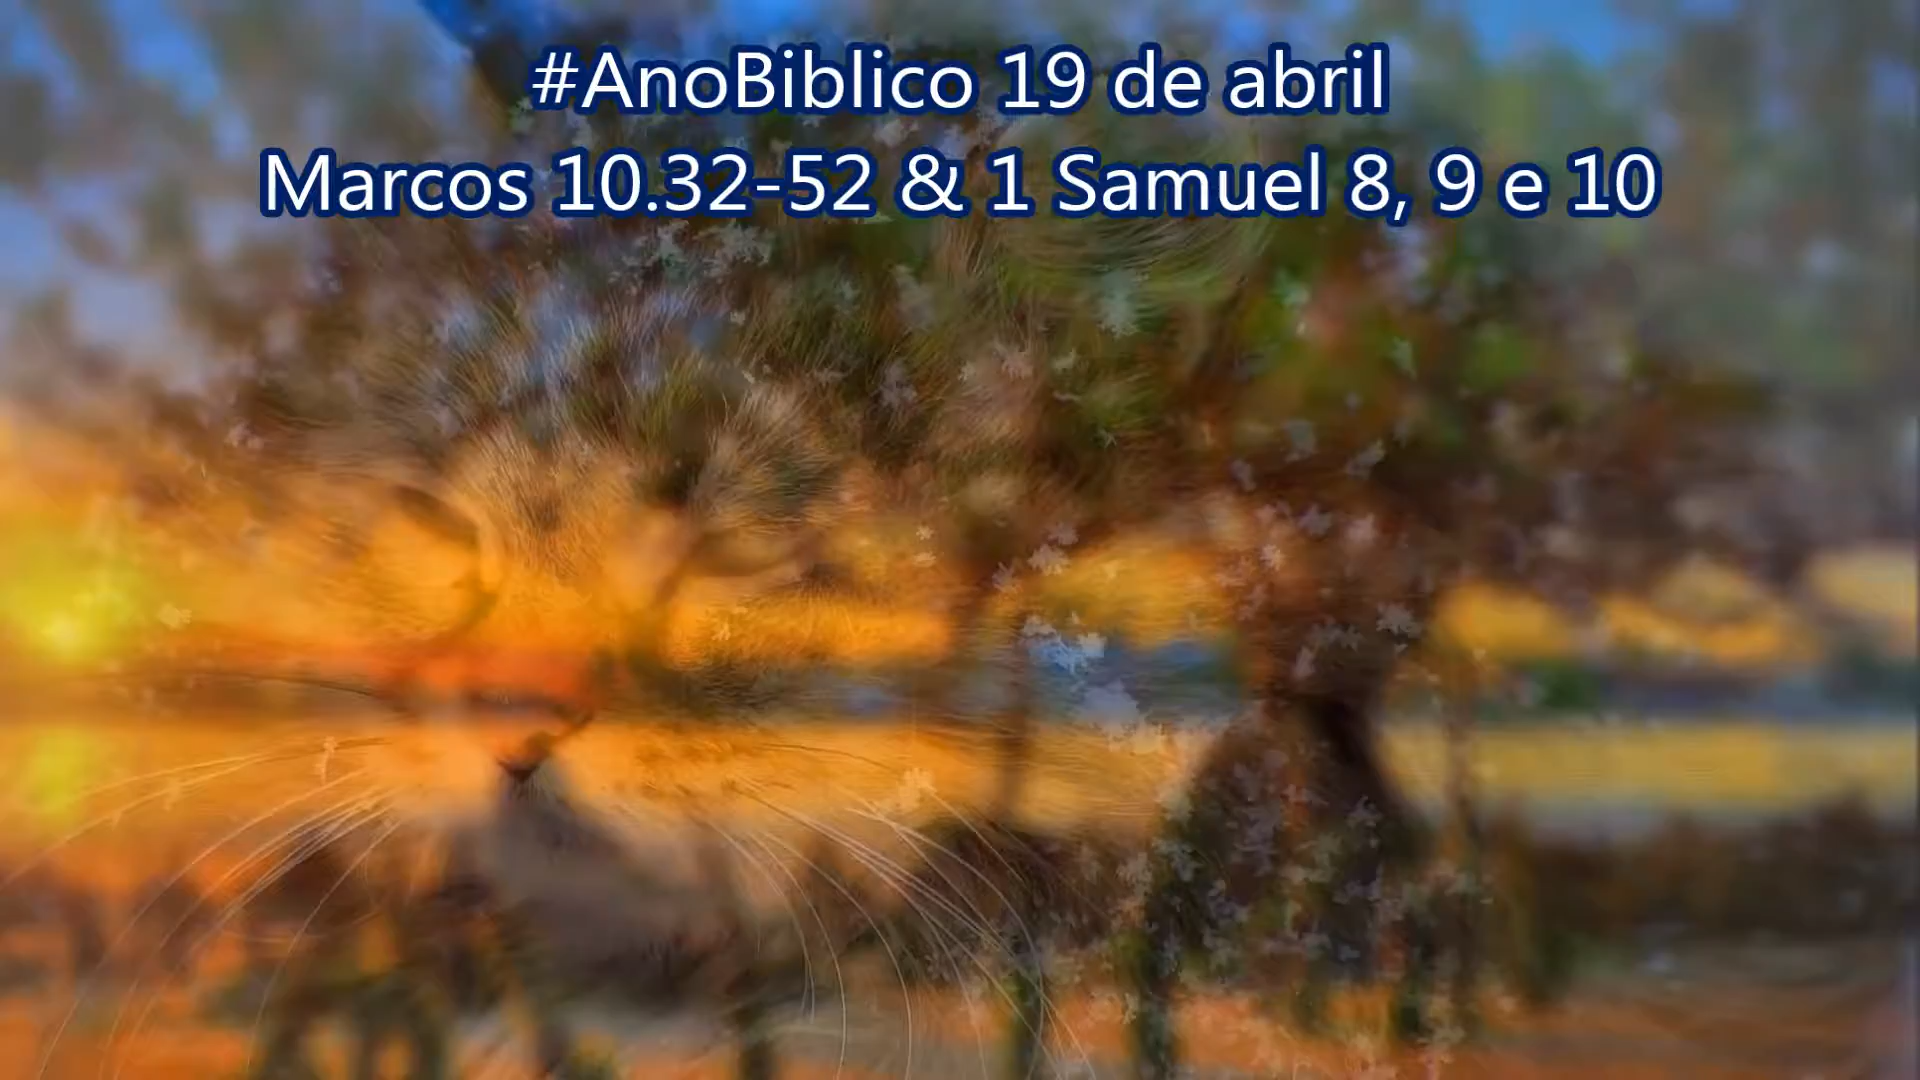 #AnoBiblico 19 de abril
Marcos 10.32-52 & 1 Samuel 8, 9 e 10